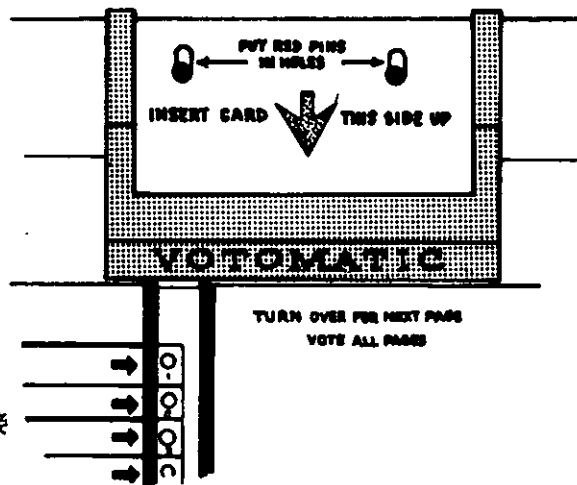 PUT RED PINS
IN HOLES
INSERT CARD THIS SIDE UP
VOTOMATIC
TURN OVER FOR NEXT PAGE
VOTE ALL PAGES